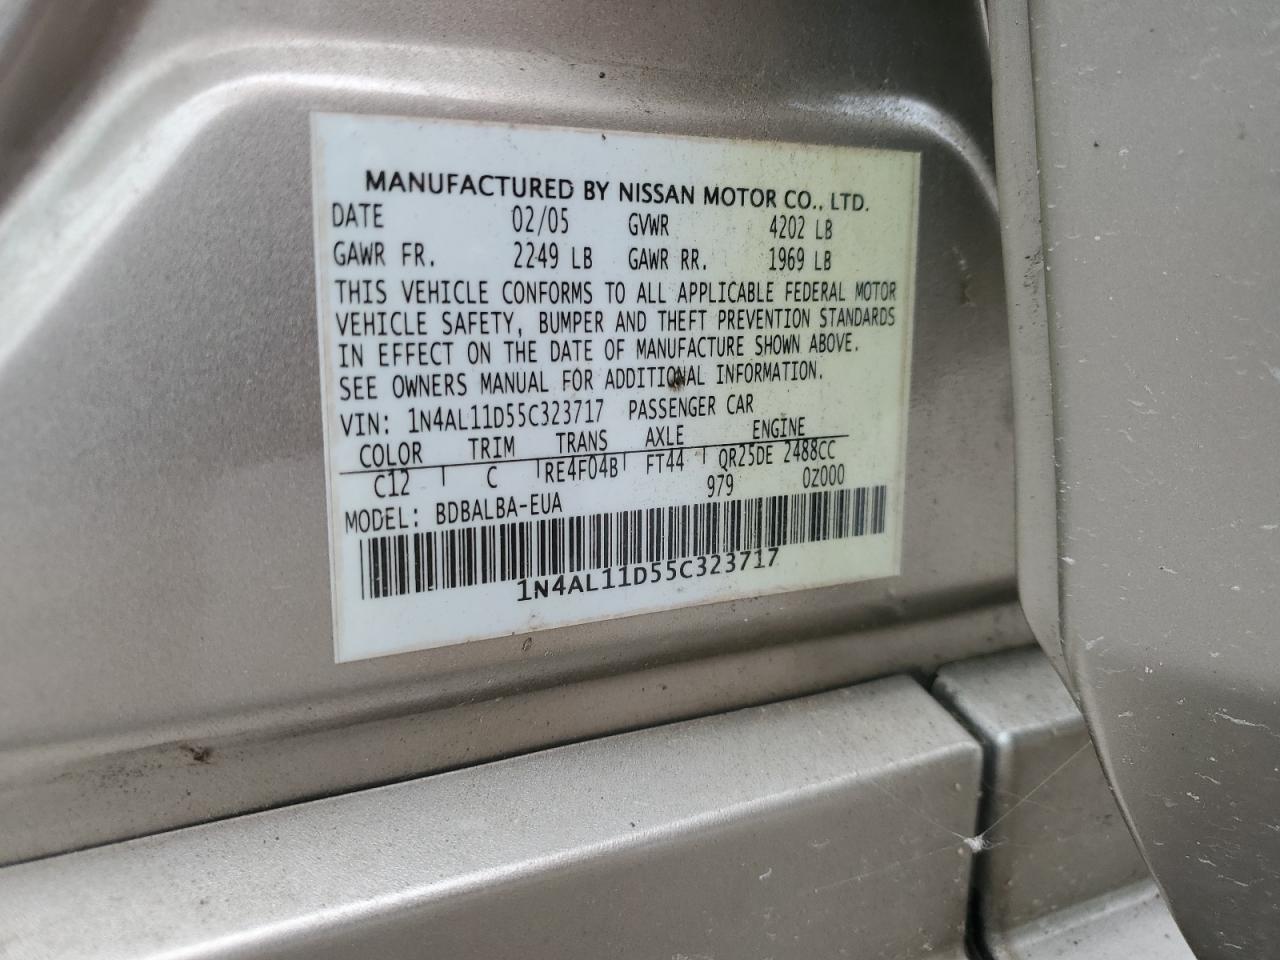 MANUFACTURED BY NISSAN MOTOR CO., LTD.
DATE 02/05 GVWR 4202 LB
GAWR FR. 2249 LB GAWR RR. 1969 LB
THIS VEHICLE CONFORMS TO ALL APPLICABLE FEDERAL MOTOR
VEHICLE SAFETY, BUMPER AND THEFT PREVENTION STANDARDS
IN EFFECT ON THE DATE OF MANUFACTURE SHOWN ABOVE.
SEE OWNERS MANUAL FOR ADDITIONAL INFORMATION.
VIN: 1N4AL11D55C323717 PASSENGER CAR
COLOR TRIM TRANS AXLE ENGINE
C12 C RE4F04B FT44 QR25DE 2488CC
979 0Z000
MODEL: BDBALBA-EUA
1N4AL11D55C323717